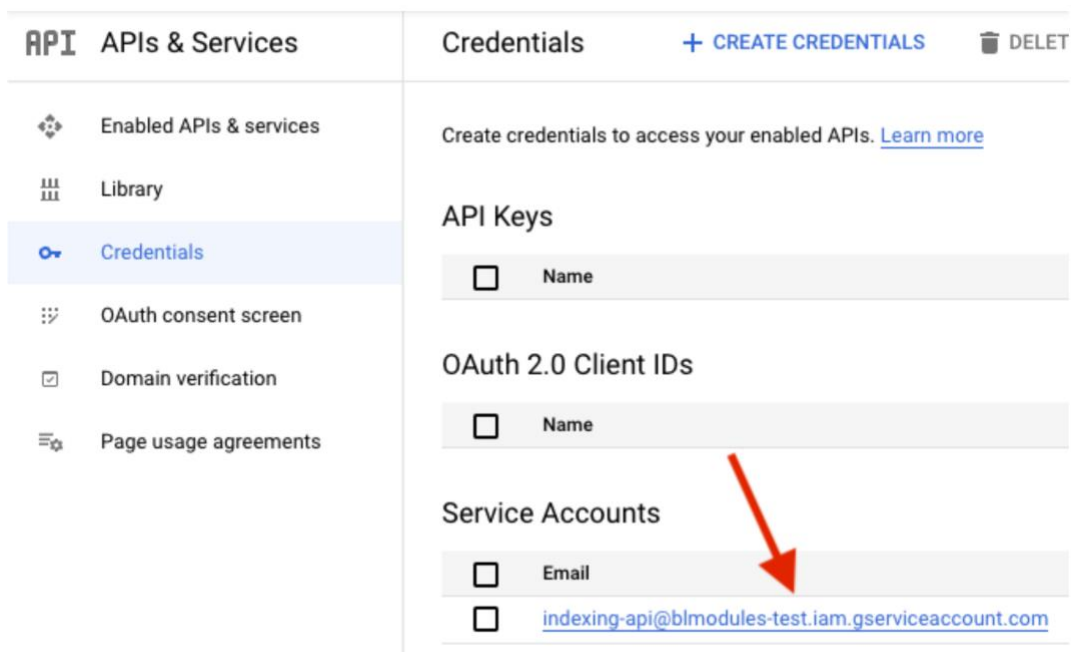 API APIs & Services
Enabled APIs & services
Library
Credentials
OAuth consent screen
Domain verification
Page usage agreements
Credentials
+ CREATE CREDENTIALS
DELET
Create credentials to access your enabled APIs. Learn more
API Keys
Name
OAuth 2.0 Client IDs
Name
Service Accounts
Email
indexing-api@blmodules-test.iam.gserviceaccount.com